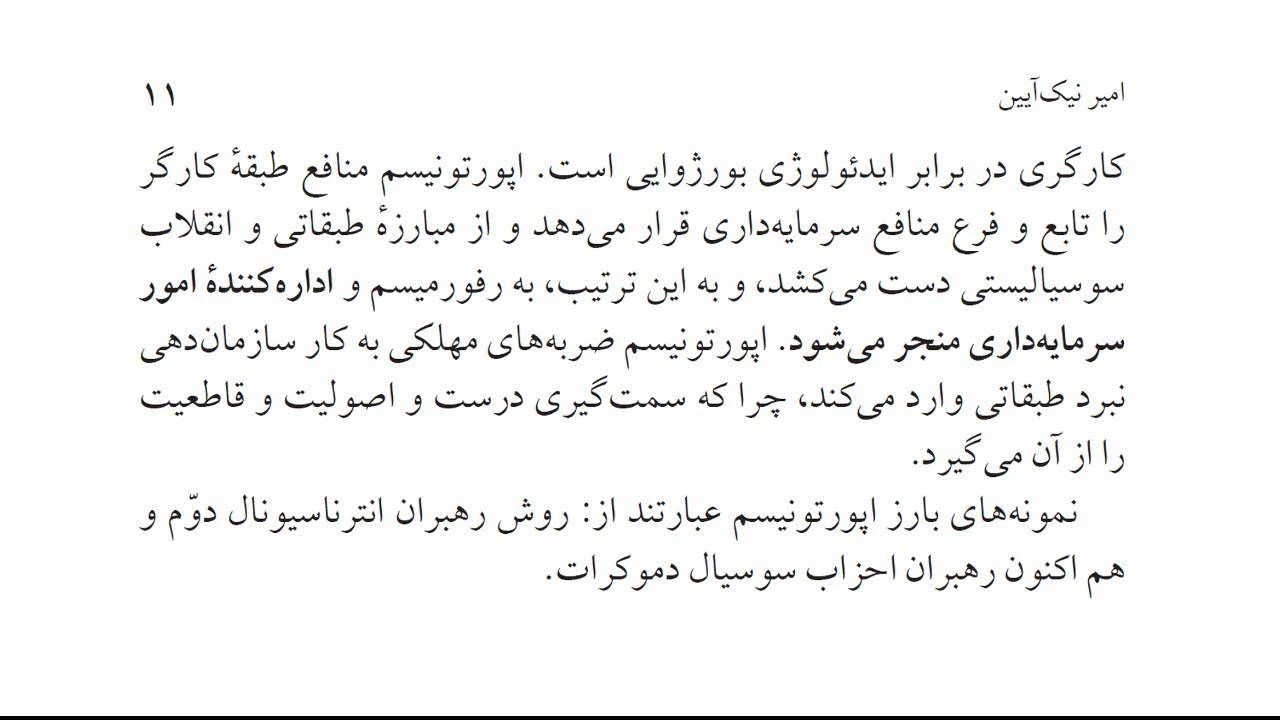 امیر نیک‌آیین ۱۱
کارگری در برابر ایدئولوژی بورژوایی است. اپورتونیسم منافع طبقهٔ کارگر
را تابع و فرع منافع سرمایه‌داری قرار می‌دهد و از مبارزهٔ طبقاتی و انقلاب
سوسیالیستی دست می‌کشد، و به این ترتیب، به رفورمیسم و اداره‌کنندهٔ امور
سرمایه‌داری منجر می‌شود. اپورتونیسم ضربه‌های مهلکی به کار سازمان‌دهی
نبرد طبقاتی وارد می‌کند، چرا که سمت‌گیری درست و اصولیت و قاطعیت
را از آن می‌گیرد.
نمونه‌های بارز اپورتونیسم عبارتند از: روش رهبران انترناسیونال دوّم و
هم اکنون رهبران احزاب سوسیال دموکرات.